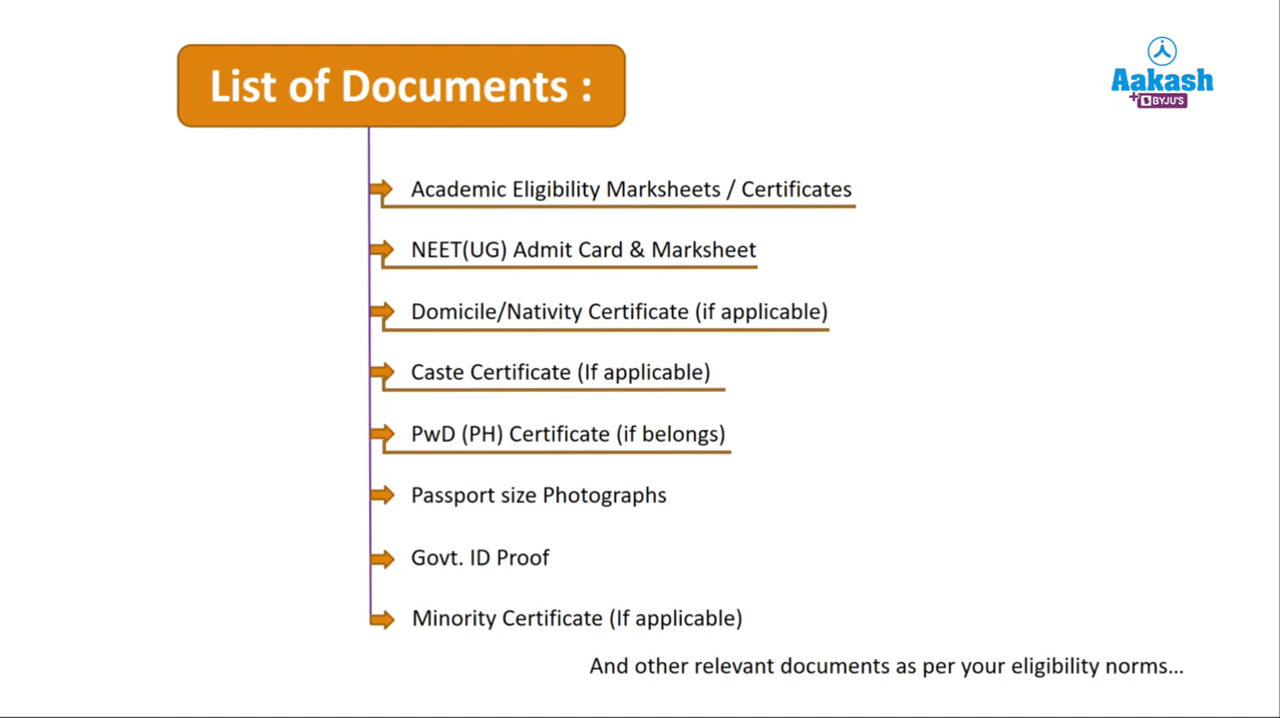 List of Documents :
Aakash
+BYJU'S
Academic Eligibility Marksheets / Certificates
NEET(UG) Admit Card & Marksheet
Domicile/Nativity Certificate (if applicable)
Caste Certificate (If applicable)
PwD (PH) Certificate (if belongs)
Passport size Photographs
Govt. ID Proof
Minority Certificate (If applicable)
And other relevant documents as per your eligibility norms...